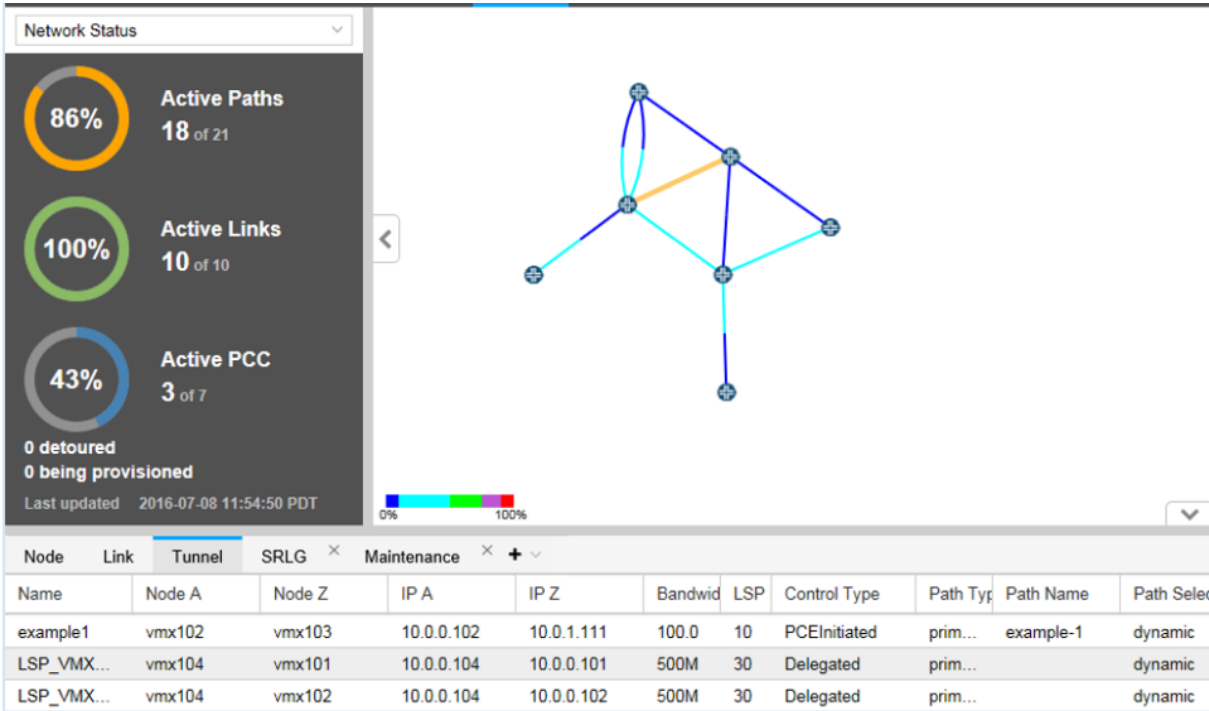 Network Status
86%
Active Paths
18 of 21
100%
Active Links
10 of 10
43%
Active PCC
3 of 7
0 detoured
0 being provisioned
Last updated 2016-07-08 11:54:50 PDT
0% 100%
Node Link Tunnel SRLG Maintenance
Name Node A Node Z IP A IP Z Bandwid LSP Control Type Path Typ Path Name Path Selec
example1 vmx102 vmx103 10.0.0.102 10.0.1.111 100.0 10 PCEInitiated prim... example-1 dynamic
LSP_VMX... vmx104 vmx101 10.0.0.104 10.0.0.101 500M 30 Delegated prim... dynamic
LSP_VMX... vmx104 vmx102 10.0.0.104 10.0.0.102 500M 30 Delegated prim... dynamic